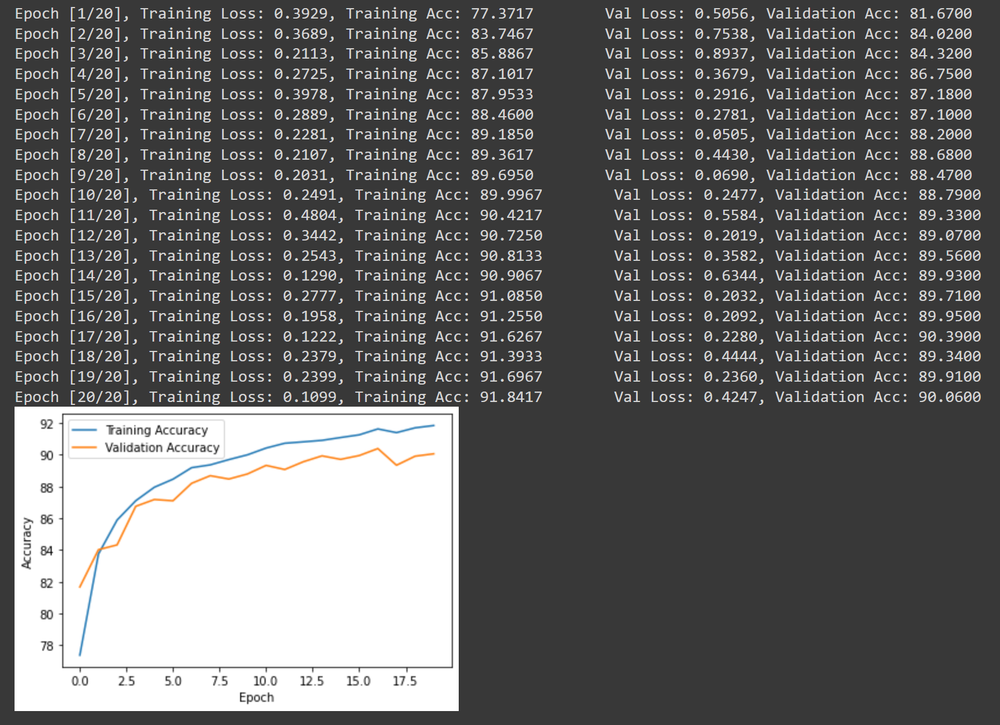 Epoch [1/20], Training Loss: 0.3929, Training Acc: 77.3717 Val Loss: 0.5056, Validation Acc: 81.6700
Epoch [2/20], Training Loss: 0.3689, Training Acc: 83.7467 Val Loss: 0.7538, Validation Acc: 84.0200
Epoch [3/20], Training Loss: 0.2113, Training Acc: 85.8867 Val Loss: 0.8937, Validation Acc: 84.3200
Epoch [4/20], Training Loss: 0.2725, Training Acc: 87.1017 Val Loss: 0.3679, Validation Acc: 86.7500
Epoch [5/20], Training Loss: 0.3978, Training Acc: 87.9533 Val Loss: 0.2916, Validation Acc: 87.1800
Epoch [6/20], Training Loss: 0.2889, Training Acc: 88.4600 Val Loss: 0.2781, Validation Acc: 87.1000
Epoch [7/20], Training Loss: 0.2281, Training Acc: 89.1850 Val Loss: 0.0505, Validation Acc: 88.2000
Epoch [8/20], Training Loss: 0.2107, Training Acc: 89.3617 Val Loss: 0.4430, Validation Acc: 88.6800
Epoch [9/20], Training Loss: 0.2031, Training Acc: 89.6950 Val Loss: 0.0690, Validation Acc: 88.4700
Epoch [10/20], Training Loss: 0.2491, Training Acc: 89.9967 Val Loss: 0.2477, Validation Acc: 88.7900
Epoch [11/20], Training Loss: 0.4804, Training Acc: 90.4217 Val Loss: 0.5584, Validation Acc: 89.3300
Epoch [12/20], Training Loss: 0.3442, Training Acc: 90.7250 Val Loss: 0.2019, Validation Acc: 89.0700
Epoch [13/20], Training Loss: 0.2543, Training Acc: 90.8133 Val Loss: 0.3582, Validation Acc: 89.5600
Epoch [14/20], Training Loss: 0.1290, Training Acc: 90.9067 Val Loss: 0.6344, Validation Acc: 89.9300
Epoch [15/20], Training Loss: 0.2777, Training Acc: 91.0850 Val Loss: 0.2032, Validation Acc: 89.7100
Epoch [16/20], Training Loss: 0.1958, Training Acc: 91.2550 Val Loss: 0.2092, Validation Acc: 89.9500
Epoch [17/20], Training Loss: 0.1222, Training Acc: 91.6267 Val Loss: 0.2280, Validation Acc: 90.3900
Epoch [18/20], Training Loss: 0.2379, Training Acc: 91.3933 Val Loss: 0.4444, Validation Acc: 89.3400
Epoch [19/20], Training Loss: 0.2399, Training Acc: 91.6967 Val Loss: 0.2360, Validation Acc: 89.9100
Epoch [20/20], Training Loss: 0.1099, Training Acc: 91.8417 Val Loss: 0.4247, Validation Acc: 90.0600
Training Accuracy
Validation Accuracy
92
90
88
86
84
82
80
78
Accuracy
0.0 2.5 5.0 7.5 10.0 12.5 15.0 17.5
Epoch